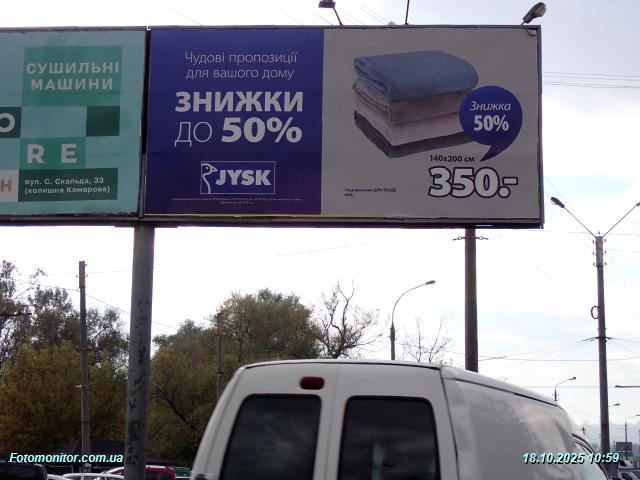 СУШИЛЬНІ
МАШИНИ
O
RE
вул. С. Скальда, 33
(колишня Комарова)
Чудові пропозиції
для вашого дому
ЗНИЖКИ
ДО 50%
JYSK
Знижка
50%
140x200 см
350.-
Fotomonitor.com.ua
18.10.2025 10:59